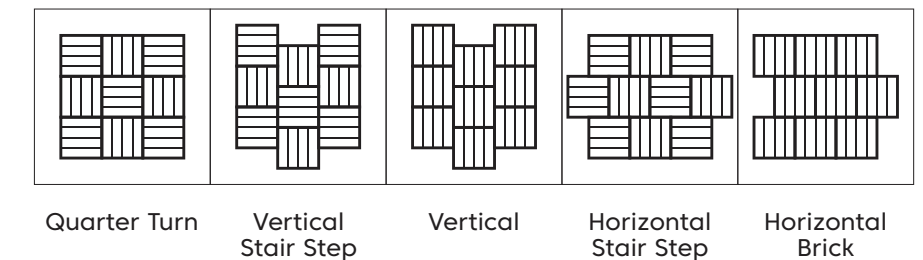 Quarter Turn
Vertical
Stair Step
Vertical
Horizontal
Stair Step
Horizontal
Brick